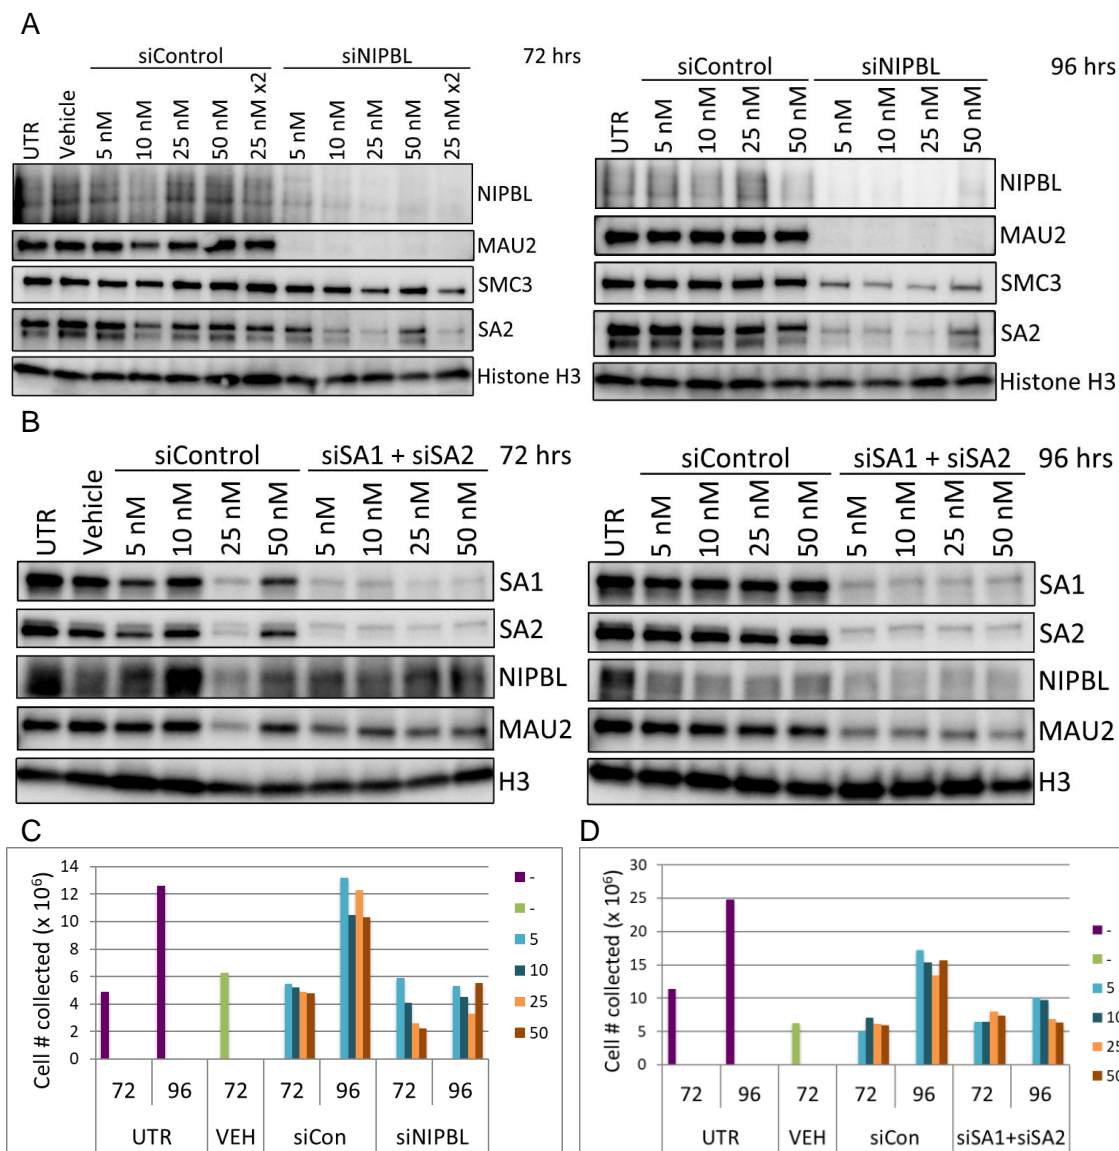 A
siControl siNIPBL 72 hrs
UTR Vehicle 5 nM 10 nM 25 nM 50 nM 25 nM x2 5 nM 10 nM 25 nM 50 nM 25 nM x2
NIPBL
MAU2
SMC3
SA2
Histone H3
siControl siNIPBL 96 hrs
UTR 5 nM 10 nM 25 nM 50 nM 5 nM 10 nM 25 nM 50 nM
NIPBL
MAU2
SMC3
SA2
Histone H3
B
siControl siSA1 + siSA2 72 hrs
UTR Vehicle 5 nM 10 nM 25 nM 50 nM 5 nM 10 nM 25 nM 50 nM
SA1
SA2
NIPBL
MAU2
H3
siControl siSA1 + siSA2 96 hrs
UTR 5 nM 10 nM 25 nM 50 nM 5 nM 10 nM 25 nM 50 nM
SA1
SA2
NIPBL
MAU2
H3
C
Cell # collected (x 10⁶)
14
12
10
8
6
4
2
0
72 96 72 72 96 72 96
UTR VEH siCon siNIPBL
-
-
5
10
25
50
D
Cell # collected (x 10⁶)
30
25
20
15
10
5
0
72 96 72 72 96 72 96
UTR VEH siCon siSA1+siSA2
-
-
5
10
25
50